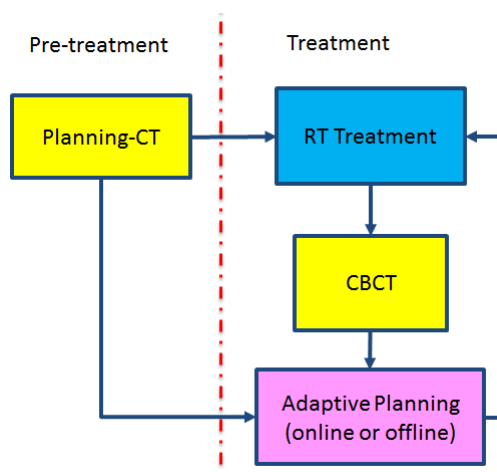 Pre-treatment
Treatment
Planning-CT
RT Treatment
CBCT
Adaptive Planning
(online or offline)